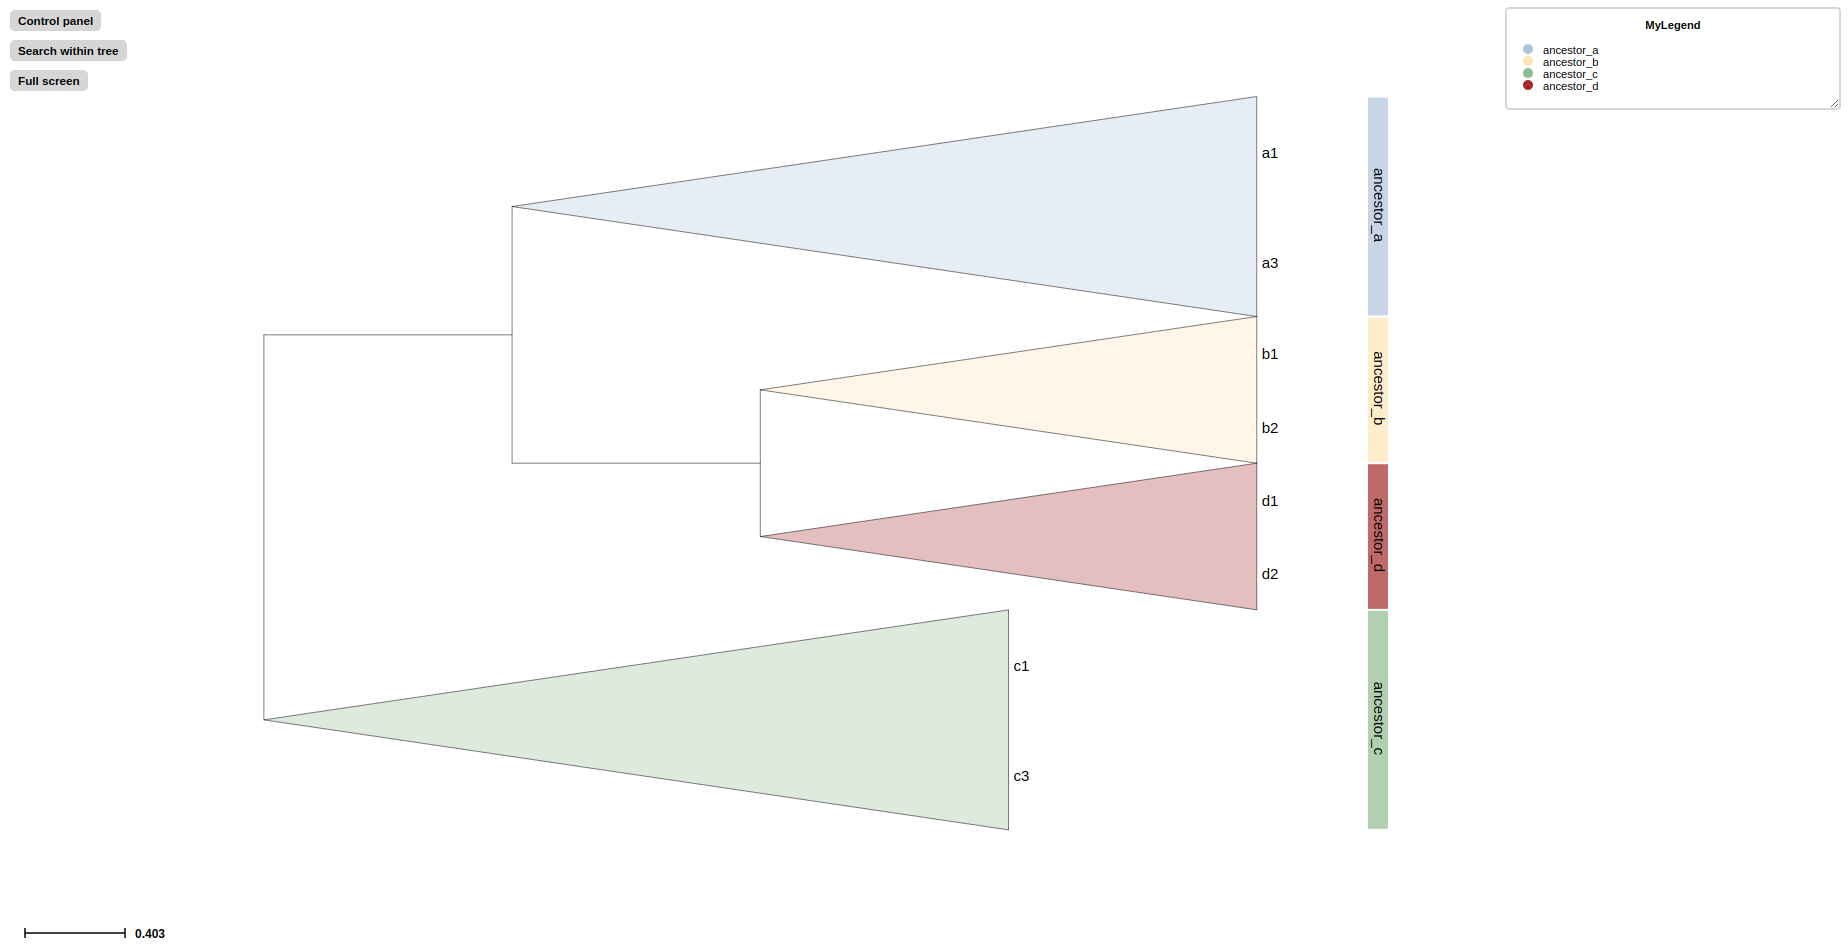 Control panel
Search within tree
Full screen
MyLegend
ancestor_a
ancestor_b
ancestor_c
ancestor_d
a1
a3
ancestor_a
b1
b2
ancestor_b
d1
d2
ancestor_d
c1
c3
ancestor_c
0.403